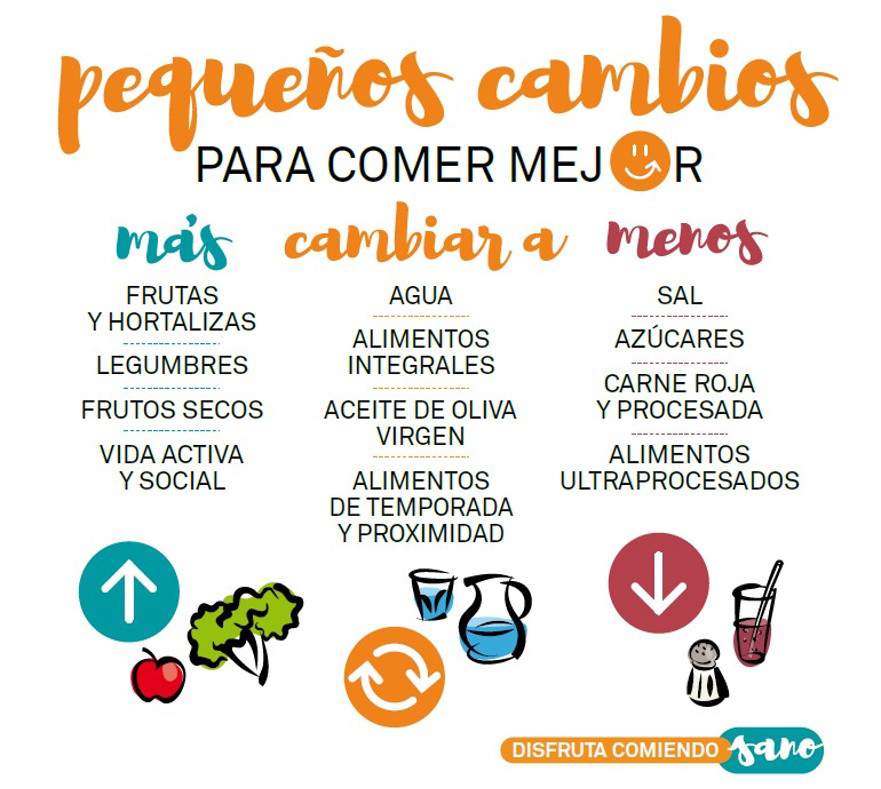 pequeños cambios
PARA COMER MEJOR
más
FRUTAS
Y HORTALIZAS
LEGUMBRES
FRUTOS SECOS
VIDA ACTIVA
Y SOCIAL
cambiar a
AGUA
ALIMENTOS
INTEGRALES
ACEITE DE OLIVA
VIRGEN
ALIMENTOS
DE TEMPORADA
Y PROXIMIDAD
menos
SAL
AZÚCARES
CARNE ROJA
Y PROCESADA
ALIMENTOS
ULTRAPROCESADOS
DISFRUTA COMIENDO sano